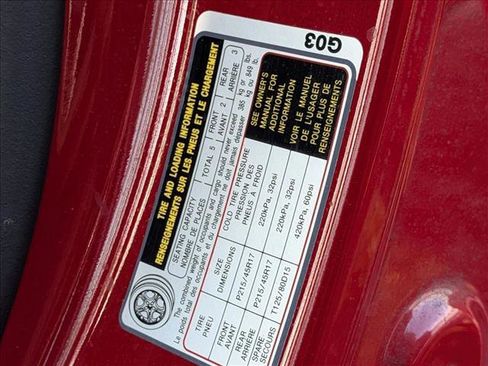 TIRE AND LOADING INFORMATION
RENSEIGNEMENTS SUR LES PNEUS ET LE CHARGEMENT
SEATING CAPACITY
NOMBRE DE PLACES
TOTAL 5
FRONT
AVANT 2
REAR
ARRIÈRE 3
The combined weight of occupants and cargo should never exceed
Le poids total des occupants et du chargement ne doit jamais dépasser
385 kg or 849 lb.
385 kg ou 849 lb.
TIRE
PNEU
SIZE
DIMENSIONS
COLD TIRE PRESSURE
PRESSION DES
PNEUS A FROID
FRONT
AVANT
P215/45R17
220kPa, 32psi
REAR
ARRIÈRE
P215/45R17
220kPa, 32psi
SPARE
SECOURS
T125/80D15
420kPa, 60psi
SEE OWNER'S
MANUAL FOR
ADDITIONAL
INFORMATION
VOIR LE MANUEL
DE L'USAGER
POUR PLUS DE
RENSEIGNEMENTS
G03